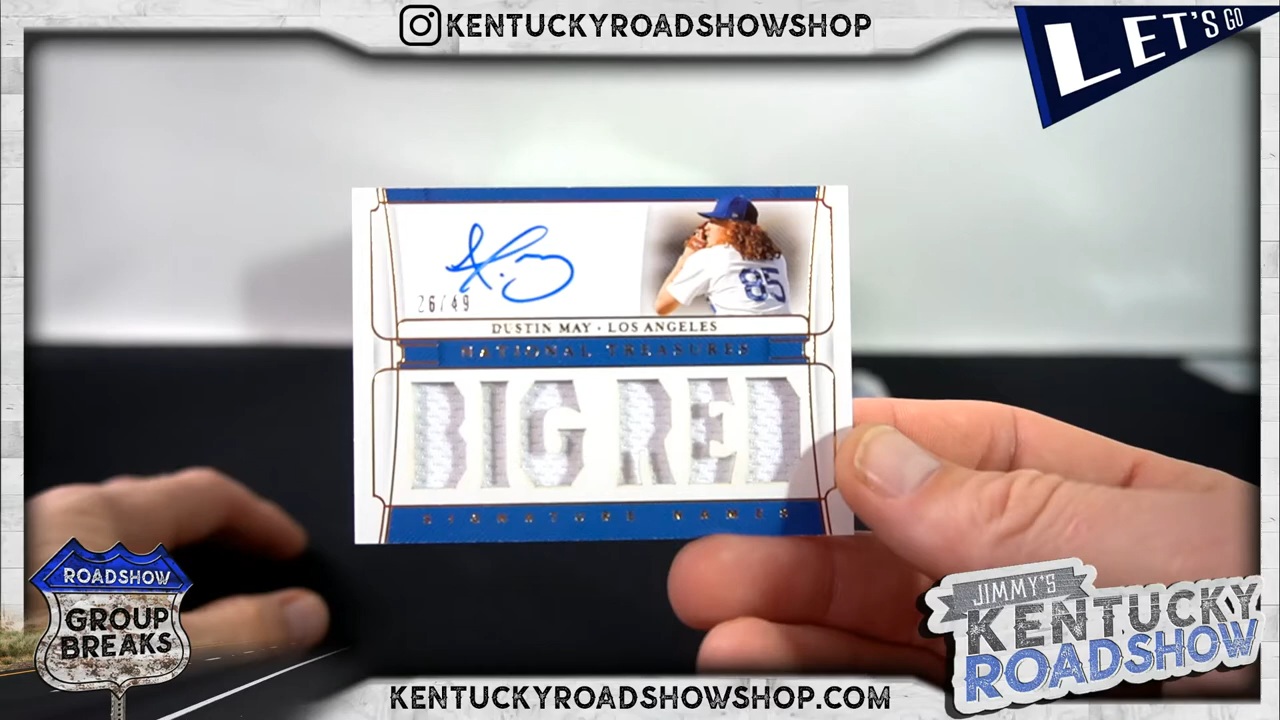 KENTUCKYROADSHOWSHOP
LET'S GO
26/49
85
DUSTIN MAY · LOS ANGELES
NATIONAL TREASURES
BIG RED
SIGNATURE NAMES
ROADSHOW
GROUP
BREAKS
JIMMY'S
KENTUCKY
ROADSHOW
KENTUCKYROADSHOWSHOP.COM